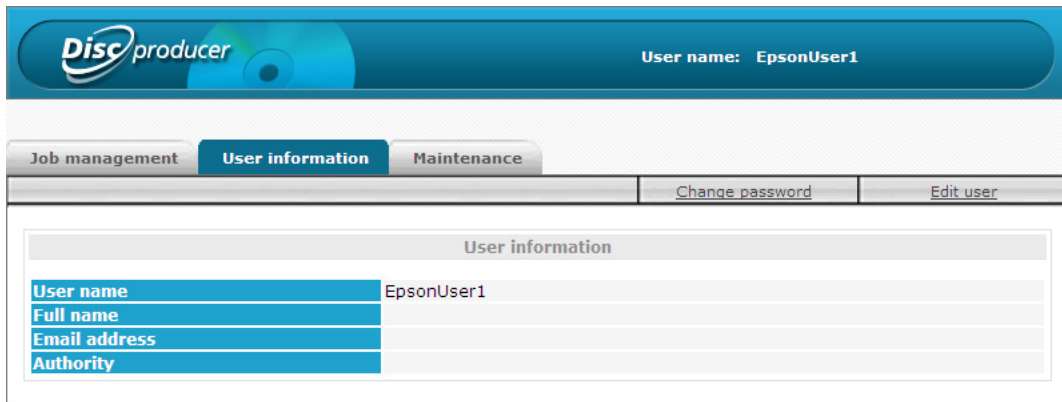 Disc producer
User name: EpsonUser1
Job management User information Maintenance
Change password Edit user
User information
User name EpsonUser1
Full name
Email address
Authority